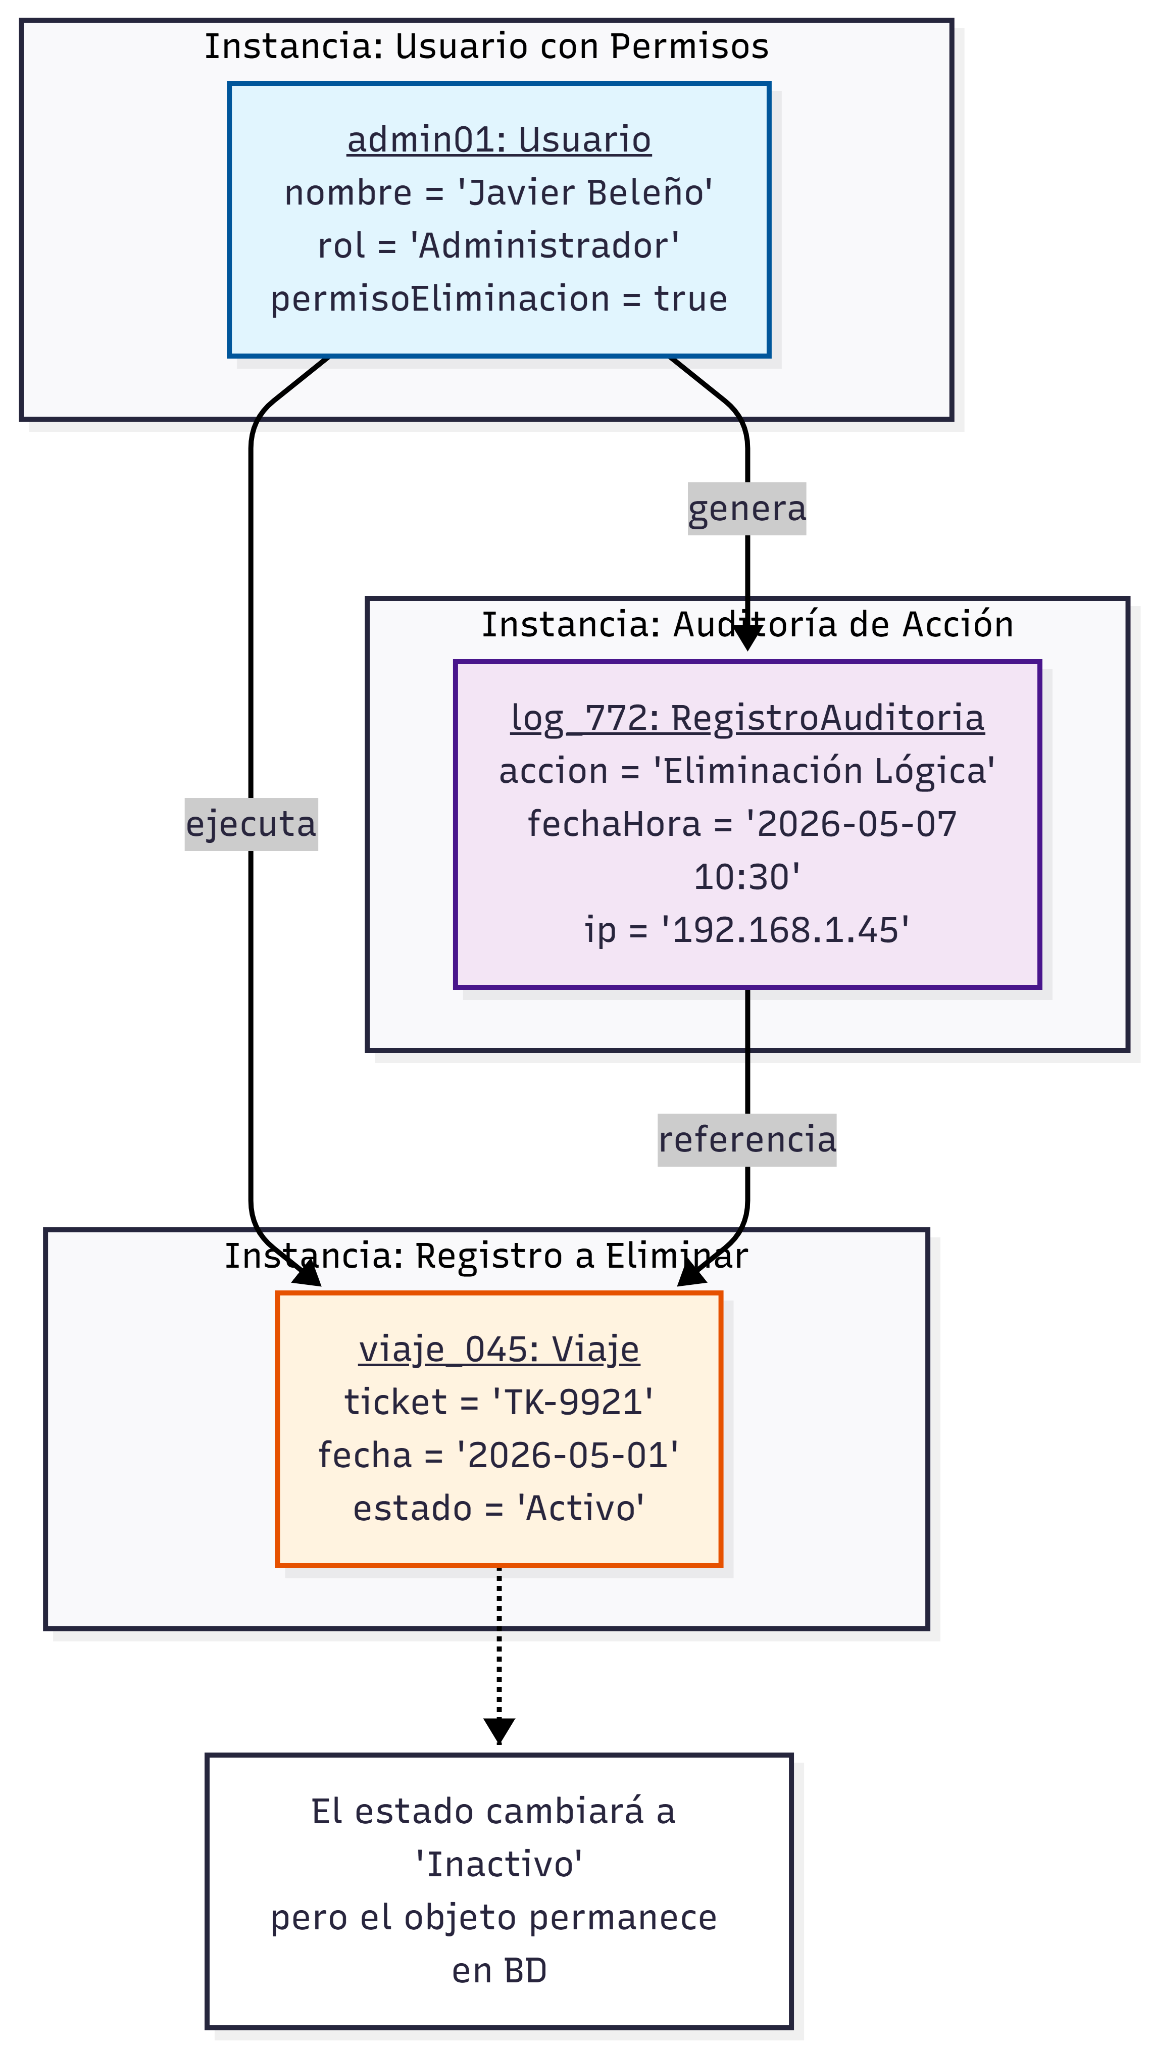 Instancia: Usuario con Permisos
admin01: Usuario
nombre = 'Javier Beleño'
rol = 'Administrador'
permisoEliminacion = true
genera
Instancia: Auditoría de Acción
log_772: RegistroAuditoria
accion = 'Eliminación Lógica'
fechaHora = '2026-05-07
10:30'
ip = '192.168.1.45'
ejecuta
referencia
Instancia: Registro a Eliminar
viaje_045: Viaje
ticket = 'TK-9921'
fecha = '2026-05-01'
estado = 'Activo'
El estado cambiará a
'Inactivo'
pero el objeto permanece
en BD